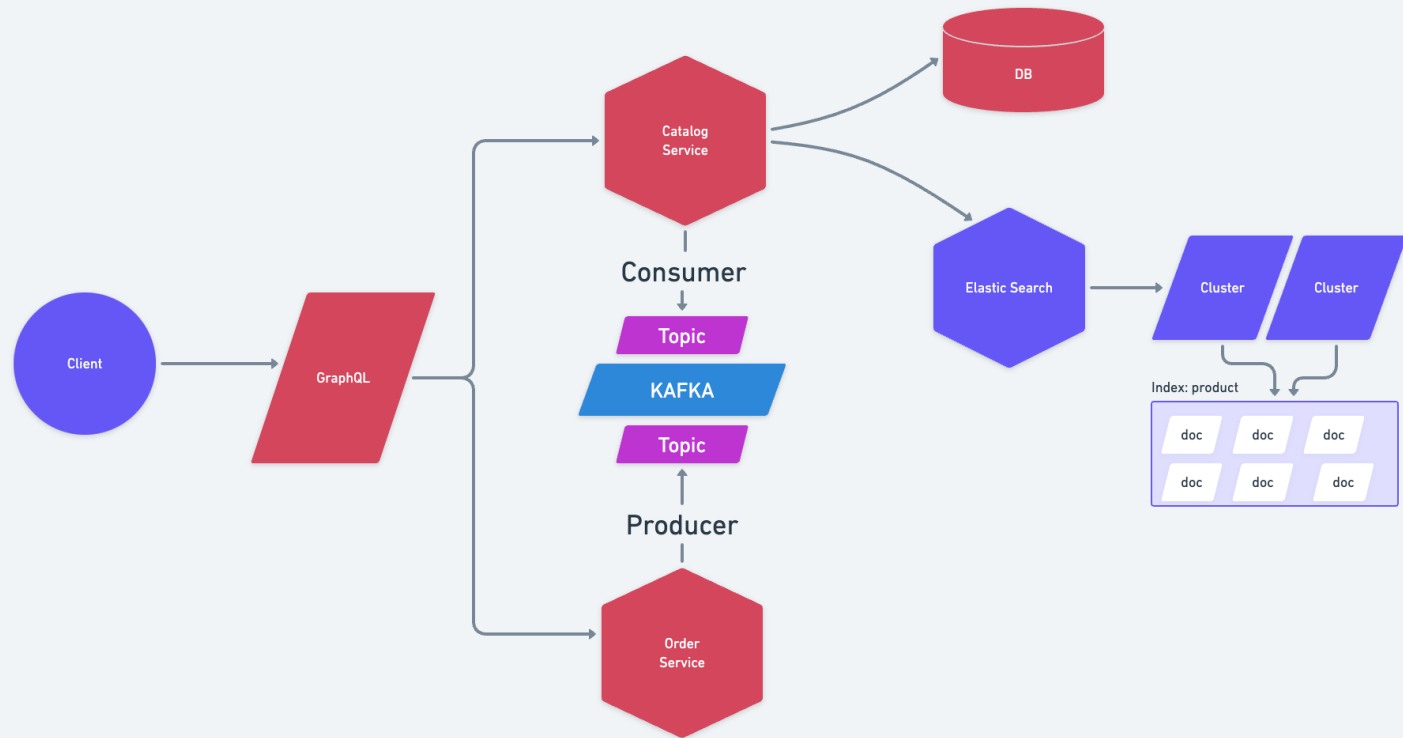 DB
Catalog
Service
Consumer
Elastic Search
Cluster
Cluster
Topic
Client
GraphQL
KAFKA
Index: product
Topic
doc
doc
doc
doc
doc
doc
Producer
Order
Service